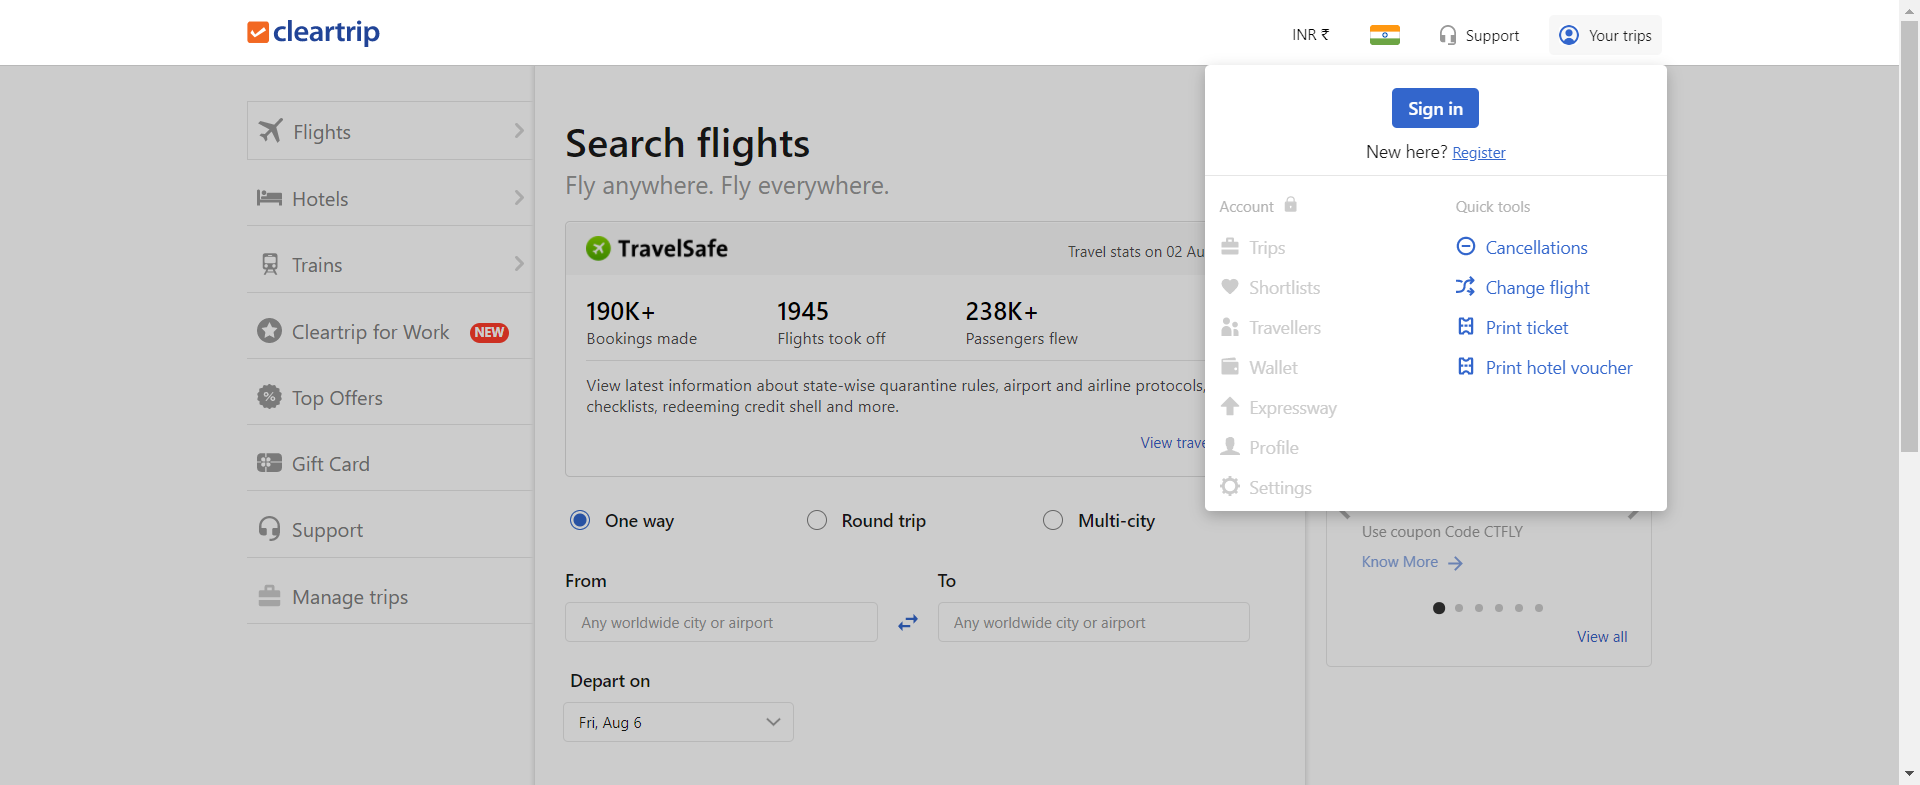 cleartrip
INR ₹
Support
Your trips
Flights
Hotels
Trains
Cleartrip for Work NEW
Top Offers
Gift Card
Support
Manage trips
Search flights
Fly anywhere. Fly everywhere.
TravelSafe
Travel stats on 02
190K+
Bookings made
1945
Flights took off
238K+
Passengers flew
View latest information about state-wise quarantine rules, airport and airline protocols,
checklists, redeeming credit shell and more.
View
One way
Round trip
Multi-city
From
Any worldwide city or airport
To
Any worldwide city or airport
Depart on
Fri, Aug 6
Sign in
New here? Register
Account
Trips
Shortlists
Travellers
Wallet
Expressway
Profile
Settings
Quick tools
Cancellations
Change flight
Print ticket
Print hotel voucher
Use coupon Code CTFLY
Know More
View all